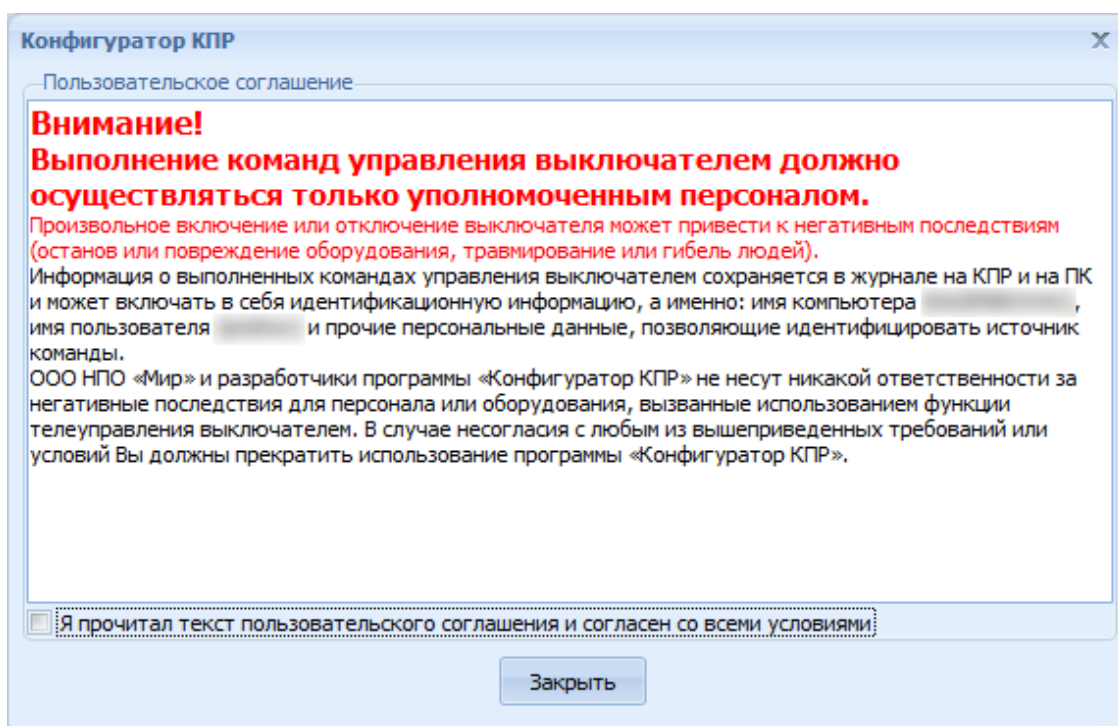 Конфигуратор КПР
Пользовательское соглашение
Внимание!
Выполнение команд управления выключателем должно
осуществляться только уполномоченным персоналом.
Произвольное включение или отключение выключателя может привести к негативным последствиям
(останов или повреждение оборудования, травмирование или гибель людей).
Информация о выполненных командах управления выключателем сохраняется в журнале на КПР и на ПК
и может включать в себя идентификационную информацию, а именно: имя компьютера ,
имя пользователя и прочие персональные данные, позволяющие идентифицировать источник
команды.
ООО НПО «Мир» и разработчики программы «Конфигуратор КПР» не несут никакой ответственности за
негативные последствия для персонала или оборудования, вызванные использованием функции
телеуправления выключателем. В случае несогласия с любым из вышеприведенных требований или
условий Вы должны прекратить использование программы «Конфигуратор КПР».
Я прочитал текст пользовательского соглашения и согласен со всеми условиями
Закрыть